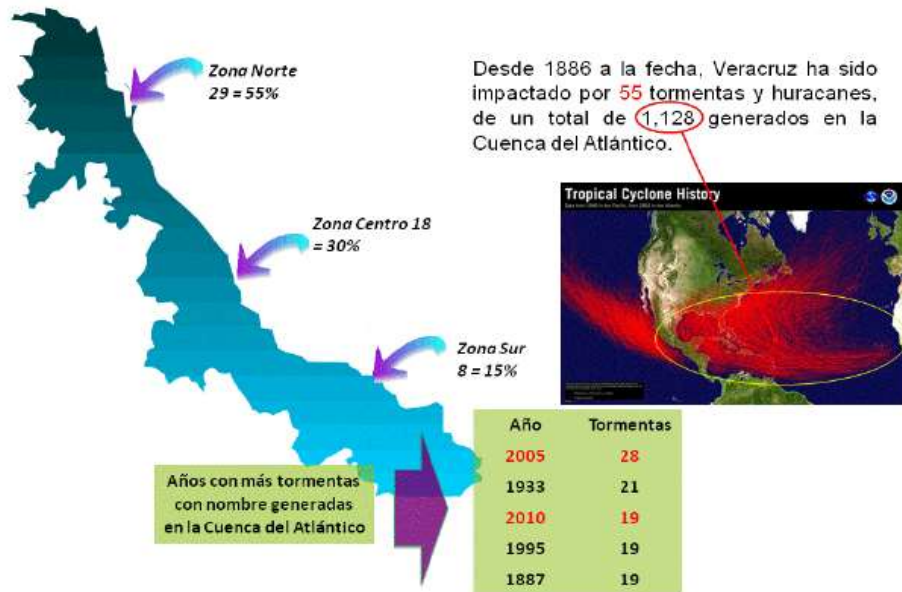 Zona Norte
29 = 55%
Desde 1886 a la fecha, Veracruz ha sido
impactado por 55 tormentas y huracanes,
de un total de 1,128 generados en la
Cuenca del Atlántico.
Tropical Cyclone History
Zona Centro 18
= 30%
Zona Sur
8 = 15%
Años con más tormentas
con nombre generadas
en la Cuenca del Atlántico
Año Tormentas
2005 28
1933 21
2010 19
1995 19
1887 19